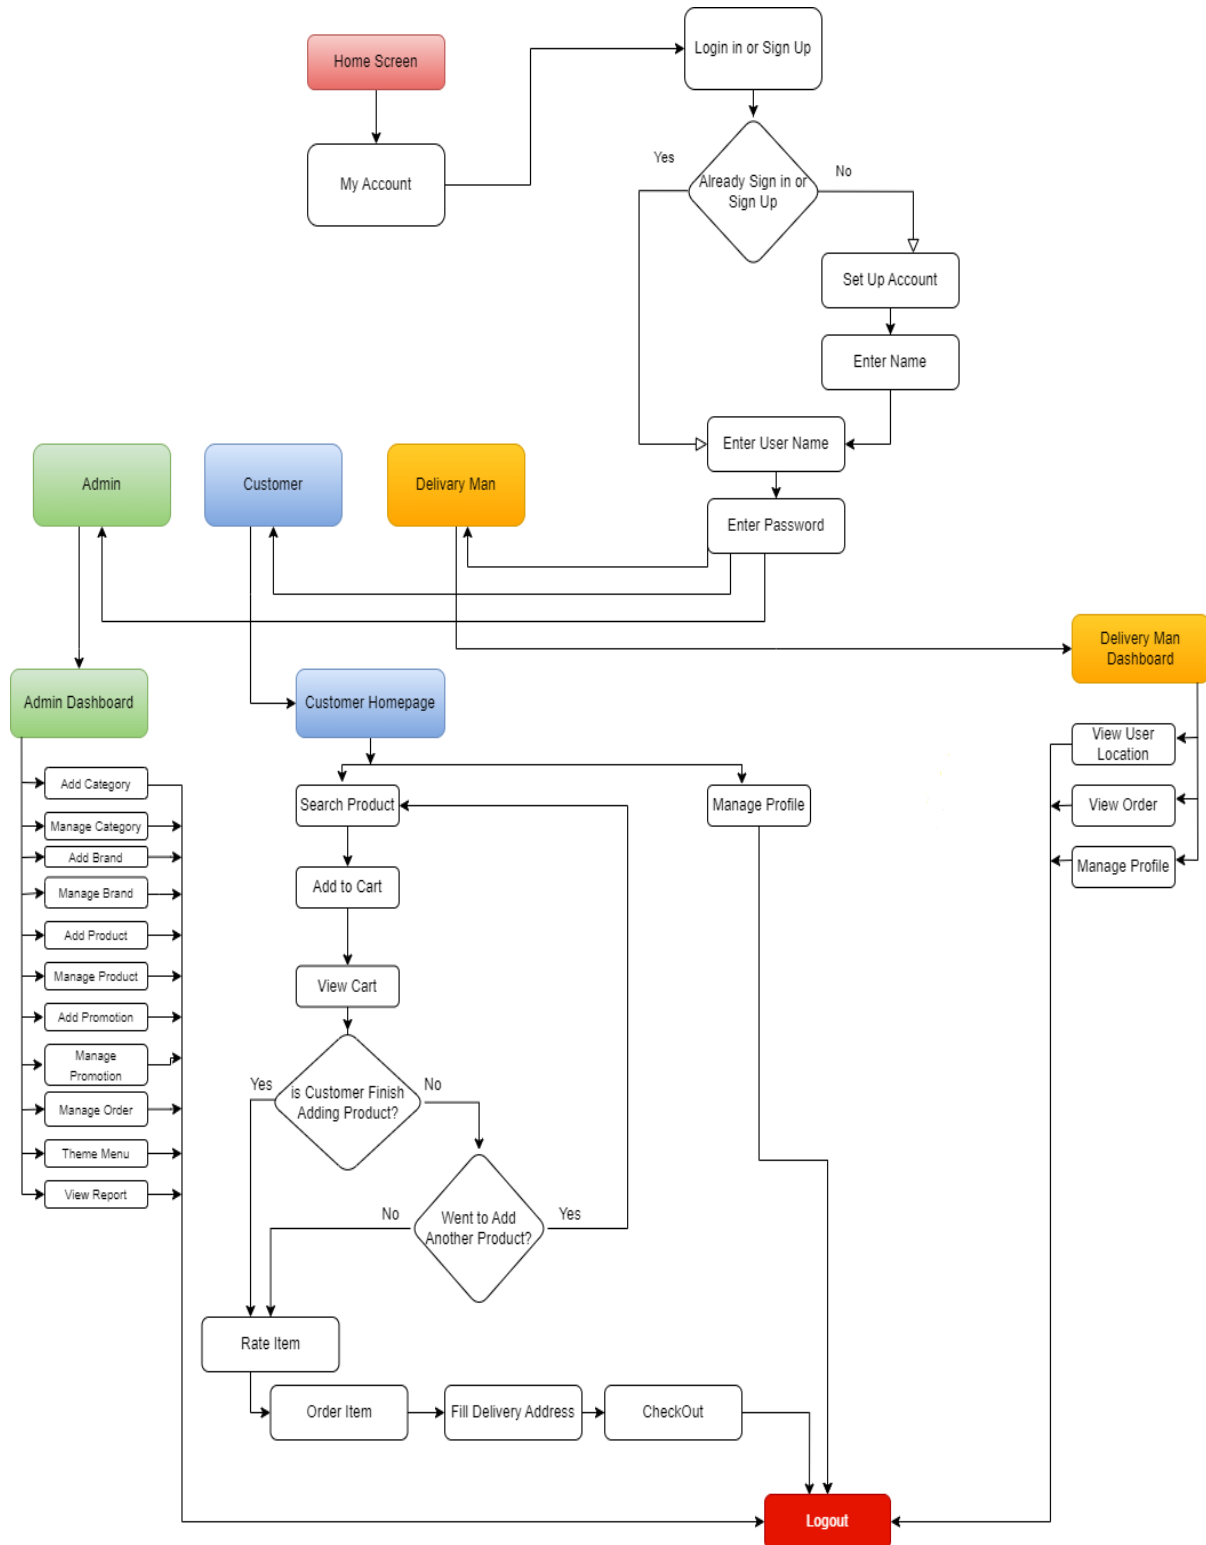 Home Screen
Login in or Sign Up
My Account
Yes
No
Already Sign in or
Sign Up
Set Up Account
Enter Name
Enter User Name
Enter Password
Admin
Customer
Delivary Man
Delivery Man
Dashboard
Admin Dashboard
Customer Homepage
View User
Location
View Order
Manage Profile
Search Product
Manage Profile
Add to Cart
View Cart
Yes
No
is Customer Finish
Adding Product?
No
Yes
Went to Add
Another Product?
Add Category
Manage Category
Add Brand
Manage Brand
Add Product
Manage Product
Add Promotion
Manage
Promotion
Manage Order
Theme Menu
View Report
Rate Item
Order Item
Fill Delivery Address
CheckOut
Logout